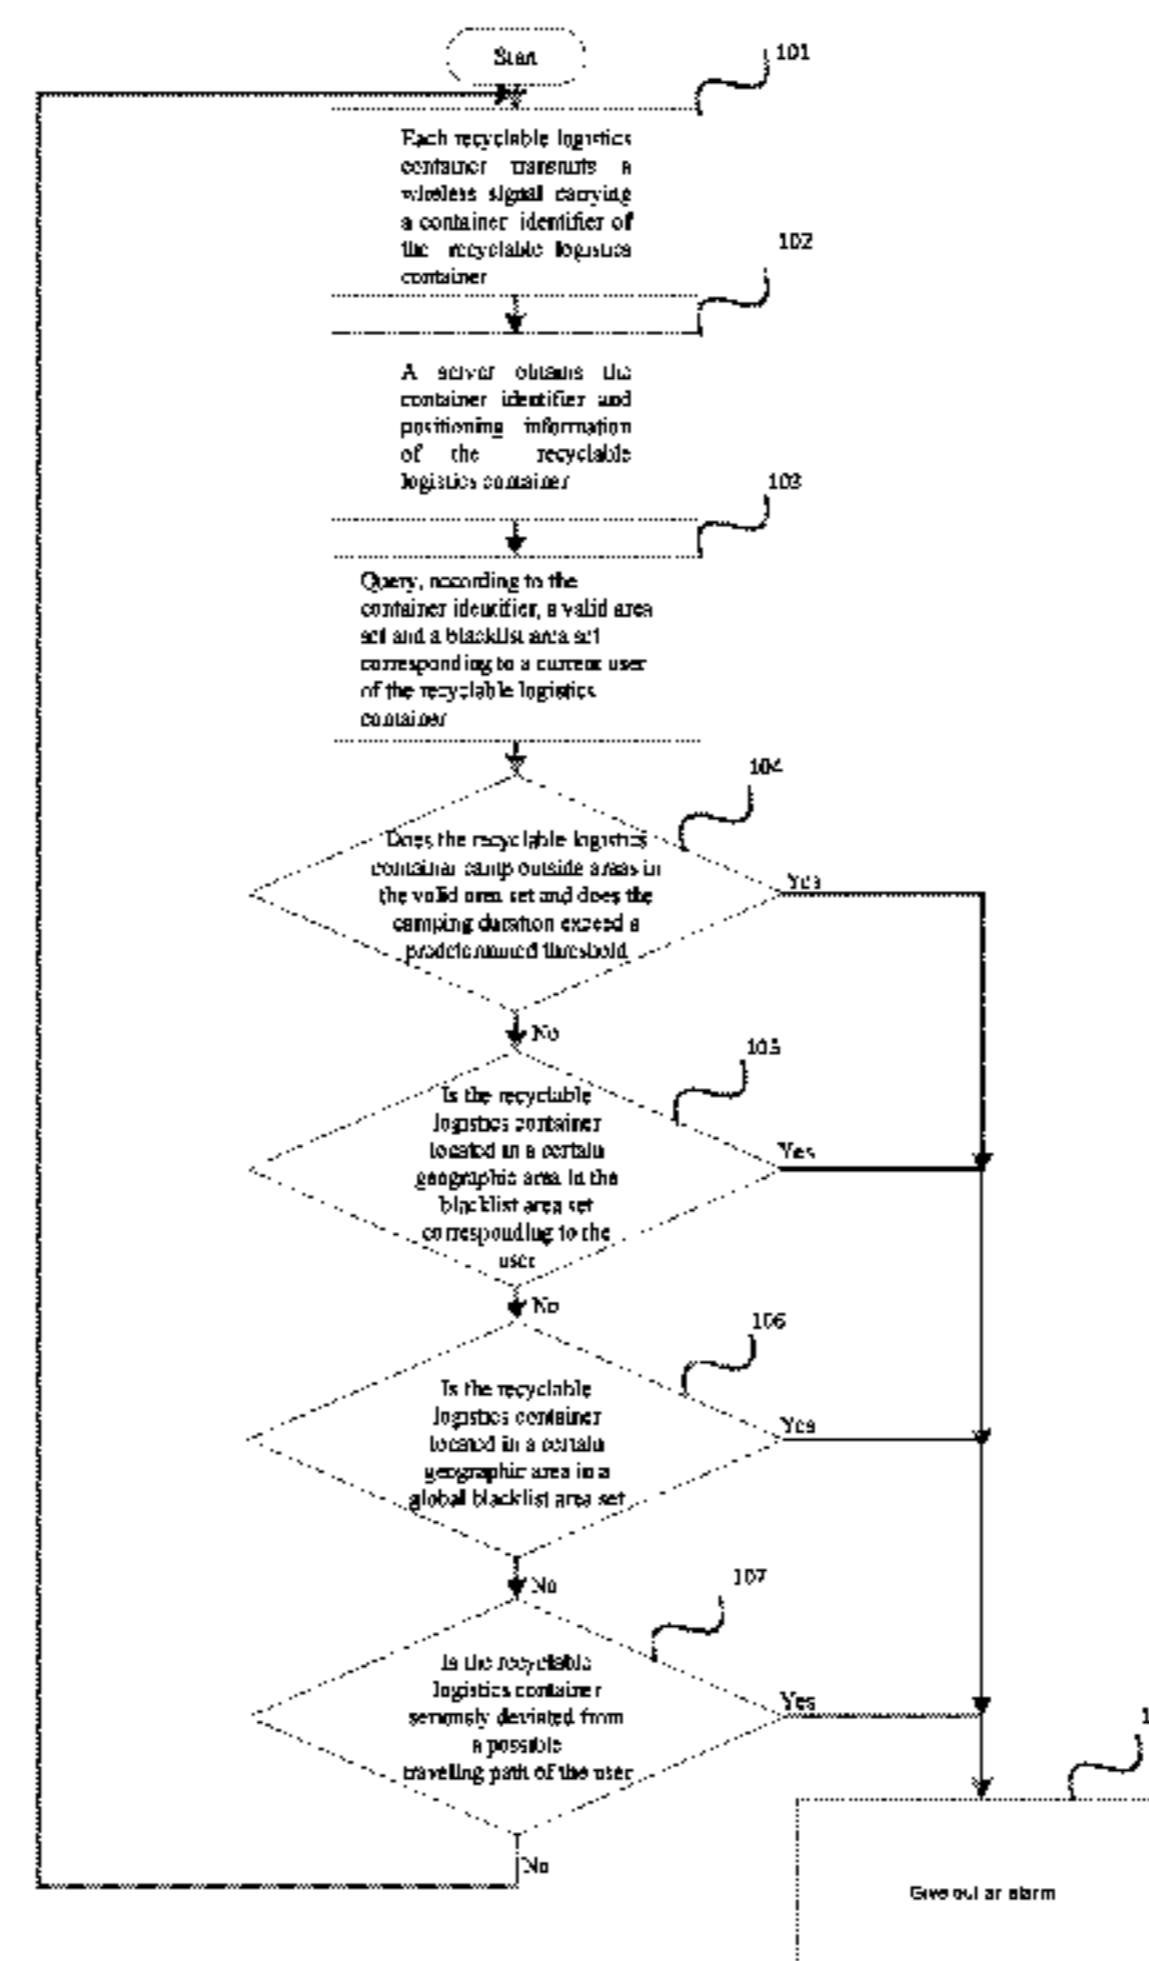 Start
101
Each recyclable logistics
container transmits a
wireless signal carrying
a container identifier of
the recyclable logistics
container
102
A server obtains the
container identifier and
positioning information
of the recyclable
logistics container
103
Query, according to the
container identifier, a valid area
set and a blacklist area set
corresponding to a current user
of the recyclable logistics
container
104
Does the recyclable logistics
container camp outside areas in
the valid area set and does the
camping duration exceed a
predetermined threshold
Yes
No
105
Is the recyclable
logistics container
located in a certain
geographic area in the
blacklist area set
corresponding to the
user
Yes
No
106
Is the recyclable
logistics container
located in a certain
geographic area in a
global blacklist area set
Yes
No
107
Is the recyclable
logistics container
seriously deviated from
a possible
traveling path of the user
Yes
No
1
Give out an alarm